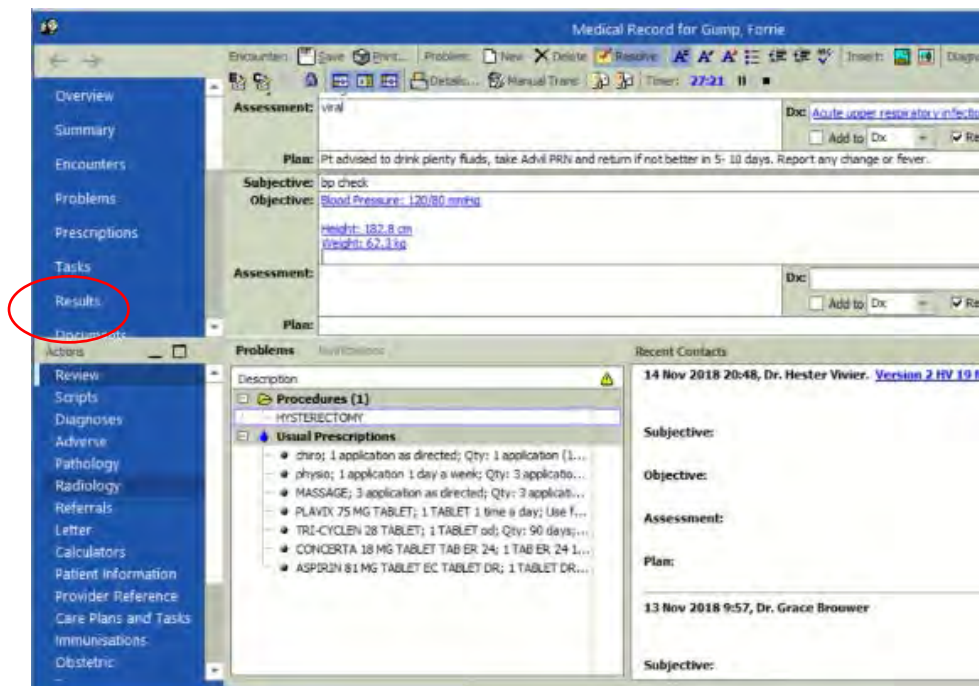 Medical Record for Gump, Forrie
Encounter: Save Print... Problem: New Delete Resolve Insert: Diagn
Details... Manual Trans Timer: 27:21
Overview
Summary
Encounters
Problems
Prescriptions
Tasks
Results
Documents
Assessment: viral
Dx: Acute upper respiratory infectio
Add to Dx Re
Plan: Pt advised to drink plenty fluids, take Advil PRN and return if not better in 5- 10 days. Report any change or fever.
Subjective: bp check
Objective: Blood Pressure: 120/80 mmHg
Height: 182.8 cm
Weight: 62.3 kg
Assessment:
Dx:
Add to Dx Re
Plan:
Actions
Review
Scripts
Diagnoses
Adverse
Pathology
Radiology
Referrals
Letter
Calculators
Patient Information
Provider Reference
Care Plans and Tasks
Immunisations
Obstetric
Problems
Description
Procedures (1)
HYSTERECTOMY
Usual Prescriptions
chiro; 1 application as directed; Qty: 1 application (1...
physio; 1 application 1 day a week; Qty: 3 applicatio...
MASSAGE; 3 application as directed; Qty: 3 applicati...
PLAVIX 75 MG TABLET; 1 TABLET 1 time a day; Use f...
TRI-CYCLEN 28 TABLET; 1 TABLET od; Qty: 90 days;...
CONCERTA 18 MG TABLET TAB ER 24; 1 TAB ER 24 1...
ASPIRIN 81 MG TABLET EC TABLET DR; 1 TABLET DR...
Recent Contacts
14 Nov 2018 20:48, Dr. Hester Vivier. Version 2 HV 19 N
Subjective:
Objective:
Assessment:
Plan:
13 Nov 2018 9:57, Dr. Grace Brouwer
Subjective: